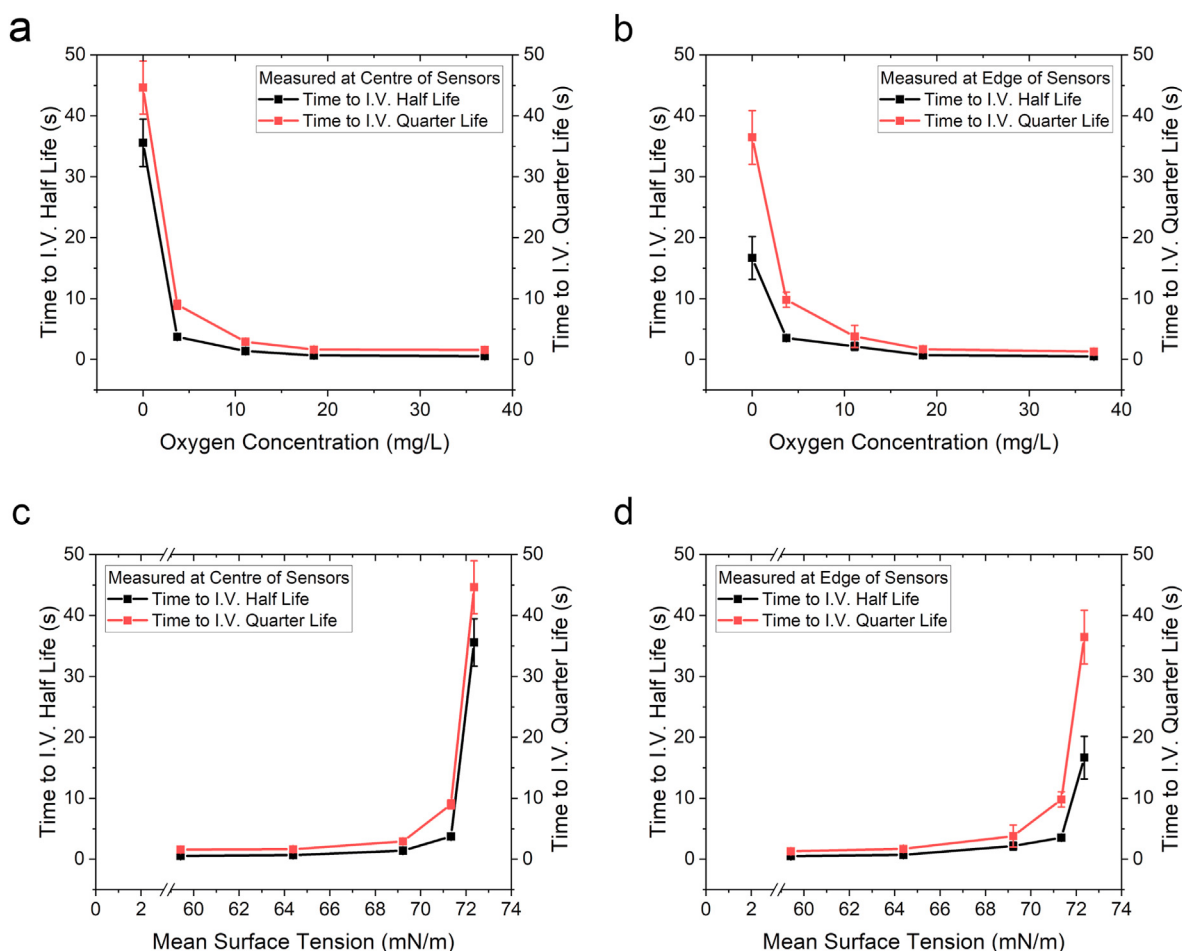 a
50
40
30
20
10
0
Time to I.V. Half Life (s)
Measured at Centre of Sensors
Time to I.V. Half Life
Time to I.V. Quarter Life
50
40
30
20
10
0
Time to I.V. Quarter Life (s)
0 10 20 30 40
Oxygen Concentration (mg/L)
b
50
40
30
20
10
0
Time to I.V. Half Life (s)
Measured at Edge of Sensors
Time to I.V. Half Life
Time to I.V. Quarter Life
50
40
30
20
10
0
Time to I.V. Quarter Life (s)
0 10 20 30 40
Oxygen Concentration (mg/L)
c
50
40
30
20
10
0
Time to I.V. Half Life (s)
Measured at Centre of Sensors
Time to I.V. Half Life
Time to I.V. Quarter Life
50
40
30
20
10
0
Time to I.V. Quarter Life (s)
0 2 60 62 64 66 68 70 72 74
Mean Surface Tension (mN/m)
d
50
40
30
20
10
0
Time to I.V. Half Life (s)
Measured at Edge of Sensors
Time to I.V. Half Life
Time to I.V. Quarter Life
50
40
30
20
10
0
Time to I.V. Quarter Life (s)
0 2 60 62 64 66 68 70 72 74
Mean Surface Tension (mN/m)